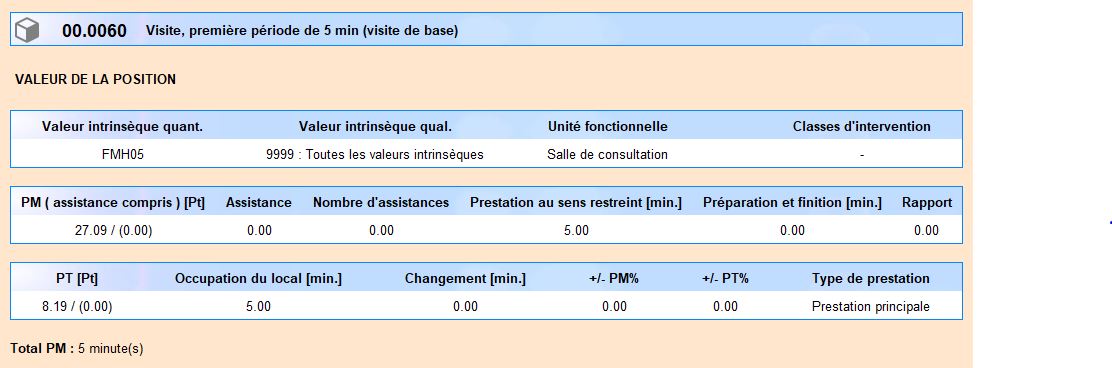 00.0060 Visite, première période de 5 min (visite de base)
VALEUR DE LA POSITION
Valeur intrinsèque quant. Valeur intrinsèque qual. Unité fonctionnelle Classes d'intervention
FMH05 9999 : Toutes les valeurs intrinsèques Salle de consultation -
PM ( assistance compris ) [Pt] Assistance Nombre d'assistances Prestation au sens restreint [min.] Préparation et finition [min.] Rapport
27.09 / (0.00) 0.00 0.00 5.00 0.00 0.00
PT [Pt] Occupation du local [min.] Changement [min.] +/- PM% +/- PT% Type de prestation
8.19 / (0.00) 5.00 0.00 0.00 0.00 Prestation principale
Total PM : 5 minute(s)